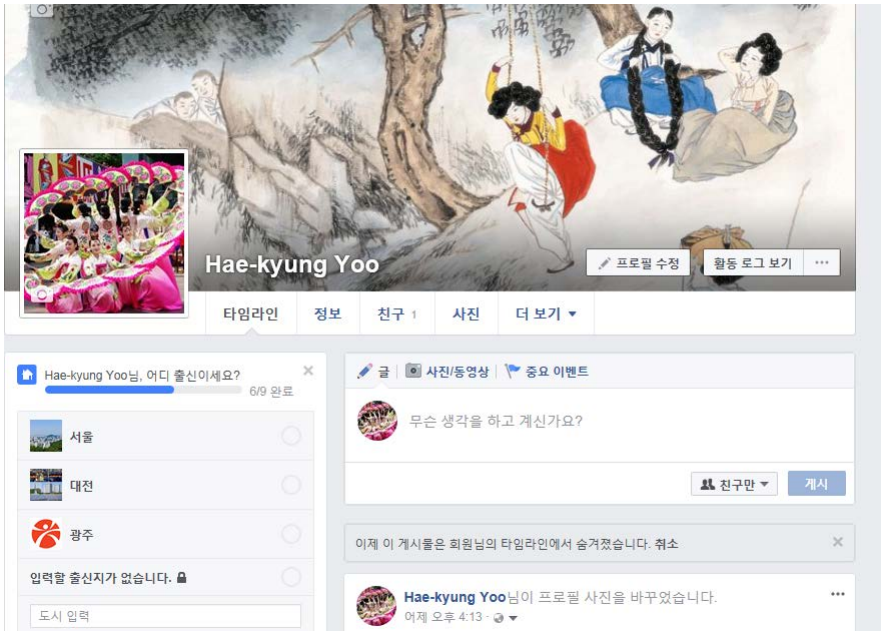 Hae-kyung Yoo
프로필 수정
활동 로그 보기
타임라인 정보 친구 1 사진 더 보기
Hae-kyung Yoo님, 어디 출신이세요?
6/9 완료
서울
대전
광주
입력할 출신지가 없습니다.
도시 입력
글 사진/동영상 중요 이벤트
무슨 생각을 하고 계신가요?
친구만 게시
이제 이 게시물은 회원님의 타임라인에서 숨겨졌습니다. 취소
Hae-kyung Yoo님이 프로필 사진을 바꾸었습니다.
어제 오후 4:13 ·